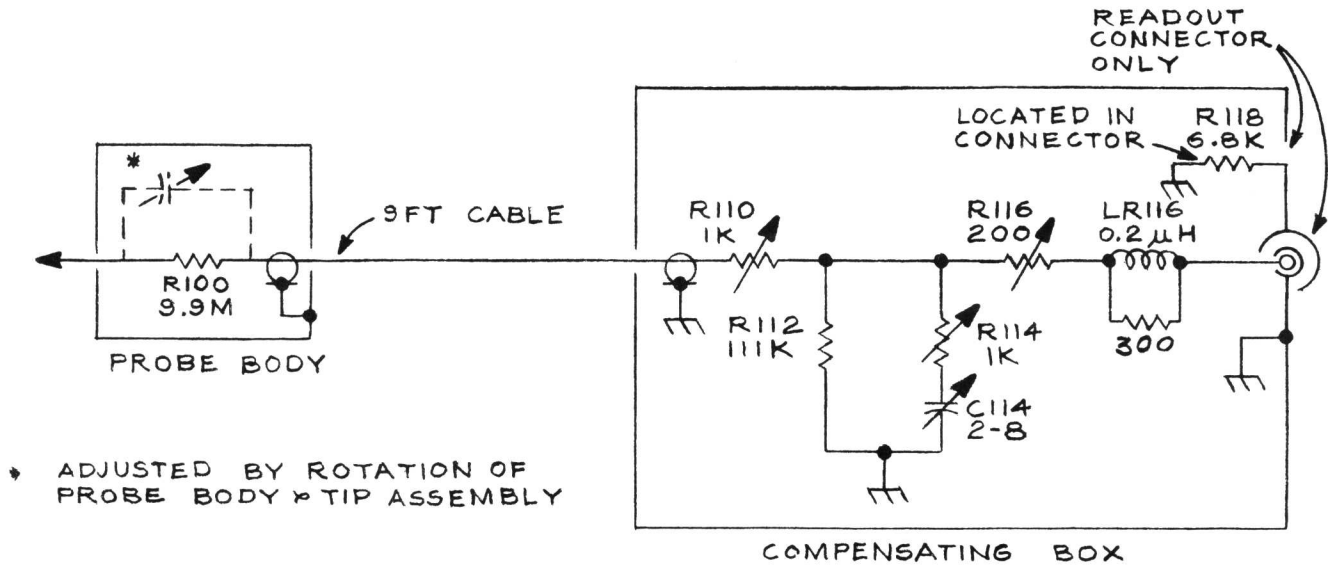 READOUT
CONNECTOR
ONLY
LOCATED IN
CONNECTOR
R118
6.8K
*
9FT CABLE
R110
1K
R116
200
LR116
0.2 μH
R100
9.9M
R112
111K
R114
1K
300
PROBE BODY
C114
2-8
* ADJUSTED BY ROTATION OF
PROBE BODY & TIP ASSEMBLY
COMPENSATING BOX